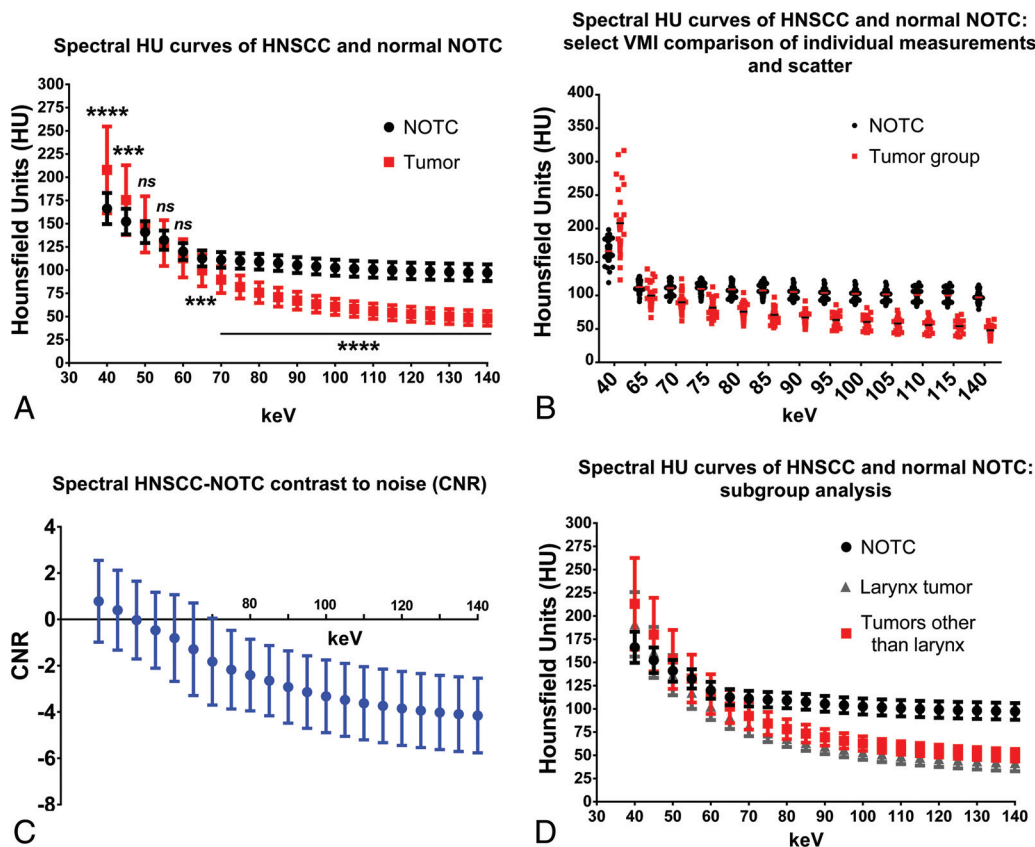 Spectral HU curves of HNSCC and normal NOTC
Hounsfield Units (HU)
300
275
250
225
200
175
150
125
100
75
50
25
0
****
***
ns
ns
ns
***
****
NOTC
Tumor
30 40 50 60 70 80 90 100 110 120 130 140
keV
A
Spectral HU curves of HNSCC and normal NOTC:
select VMI comparison of individual measurements
and scatter
Hounsfield Units (HU)
400
350
300
250
200
150
100
50
0
NOTC
Tumor group
40 65 70 75 80 85 90 95 100 105 110 115 140
keV
B
Spectral HNSCC-NOTC contrast to noise (CNR)
CNR
4
2
0
-2
-4
-6
-8
80 100 120 140
keV
C
Spectral HU curves of HNSCC and normal NOTC:
subgroup analysis
Hounsfield Units (HU)
300
275
250
225
200
175
150
125
100
75
50
25
0
NOTC
Larynx tumor
Tumors other
than larynx
30 40 50 60 70 80 90 100 110 120 130 140
keV
D